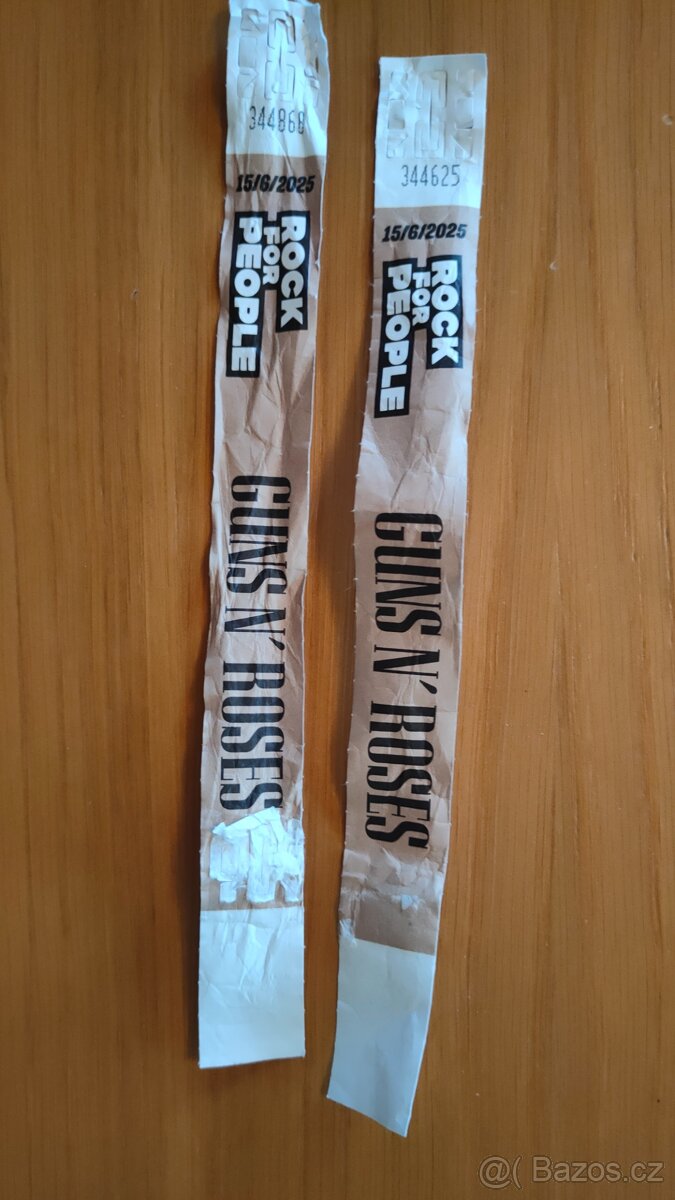 344868
15/6/2025
ROCK
FOR
PEOPLE
GUNS N' ROSES
344625
15/6/2025
ROCK
FOR
PEOPLE
GUNS N' ROSES
@( Bazos.cz